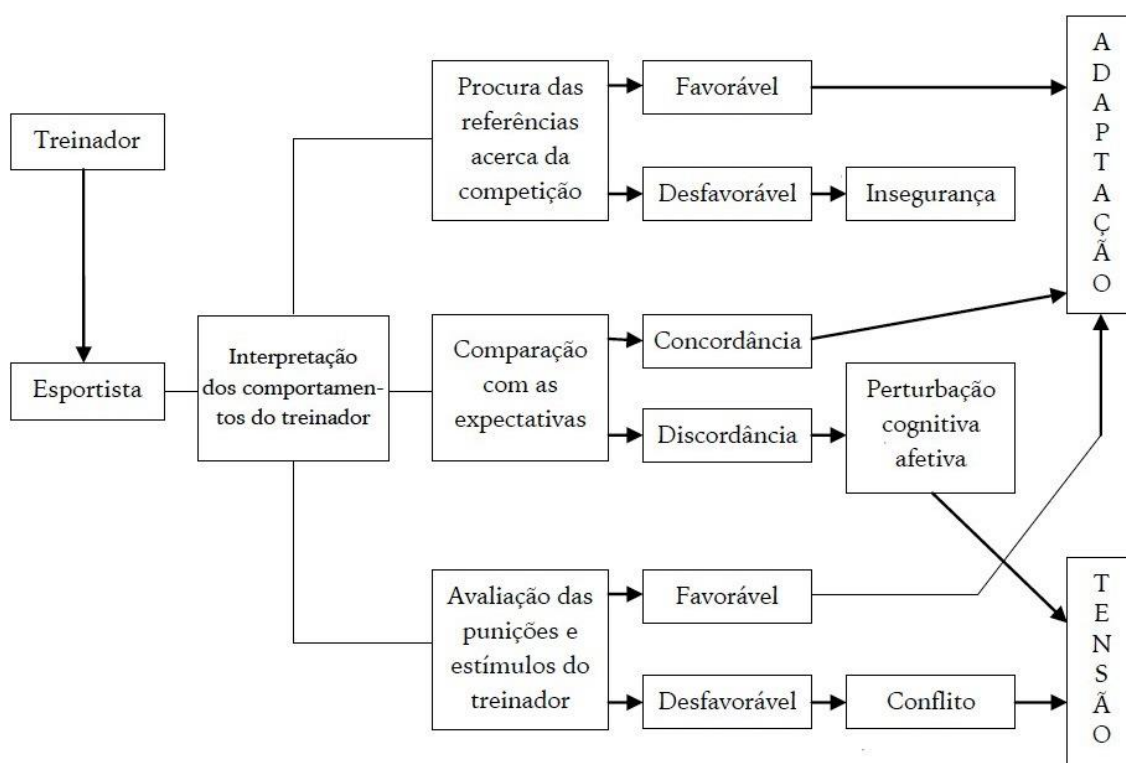 Treinador
Esportista
Interpretação
dos comportamen-
tos do treinador
Procura das
referências
acerca da
competição
Favorável
Desfavorável
Insegurança
Comparação
com as
expectativas
Concordância
Discordância
Perturbação
cognitiva
afetiva
Avaliação das
punições e
estímulos do
treinador
Favorável
Desfavorável
Conflito
A
D
A
P
T
A
Ç
Ã
O
T
E
N
S
Ã
O